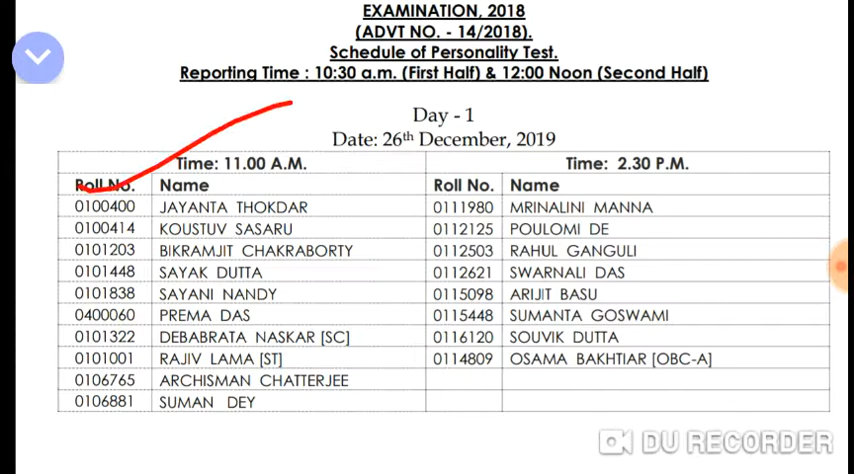 EXAMINATION, 2018
(ADVT NO. - 14/2018).
Schedule of Personality Test.
Reporting Time : 10:30 a.m. (First Half) & 12:00 Noon (Second Half)
Day - 1
Date: 26th December, 2019
Time: 11.00 A.M. Time: 2.30 P.M.
Roll No. Name Roll No. Name
0100400 JAYANTA THOKDAR 0111980 MRINALINI MANNA
0100414 KOUSTUV SASARU 0112125 POULOMI DE
0101203 BIKRAMJIT CHAKRABORTY 0112503 RAHUL GANGULI
0101448 SAYAK DUTTA 0112621 SWARNALI DAS
0101838 SAYANI NANDY 0115098 ARIJIT BASU
0400060 PREMA DAS 0115448 SUMANTA GOSWAMI
0101322 DEBABRATA NASKAR [SC] 0116120 SOUVIK DUTTA
0101001 RAJIV LAMA [ST] 0114809 OSAMA BAKHTIAR [OBC-A]
0106765 ARCHISMAN CHATTERJEE
0106881 SUMAN DEY
DU RECORDER